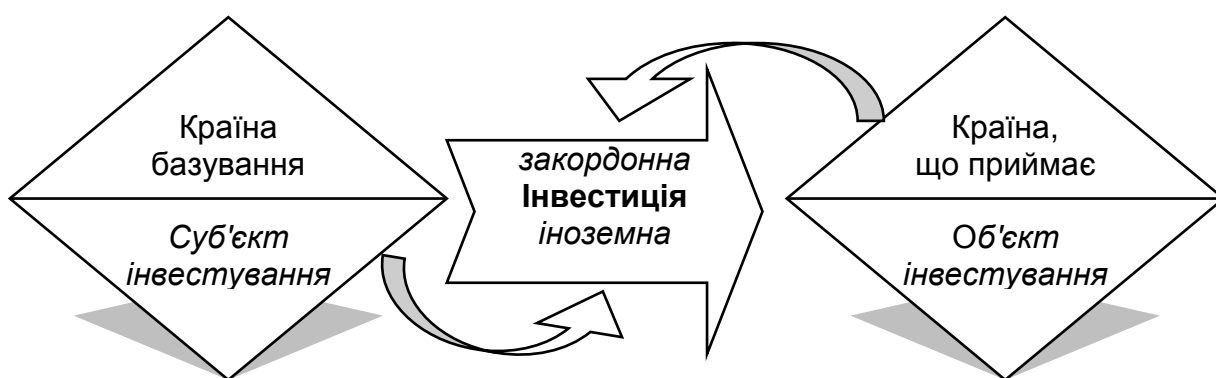 Країна
базування
Суб'єкт
інвестування
закордонна
Інвестиція
іноземна
Країна,
що приймає
Об'єкт
інвестування